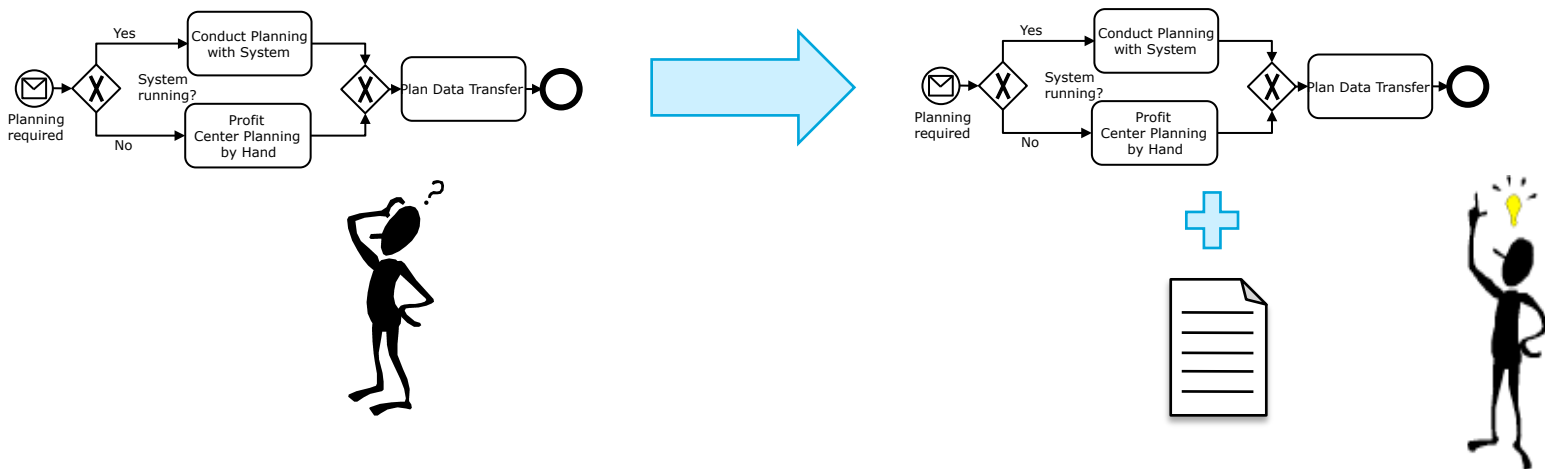 Yes
Conduct Planning
with System
System
running?
Planning
required
No
Profit
Center Planning
by Hand
Plan Data Transfer
?
Yes
Conduct Planning
with System
System
running?
Planning
required
No
Profit
Center Planning
by Hand
Plan Data Transfer